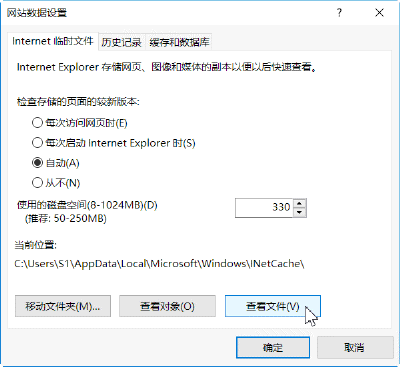 网站数据设置
Internet 临时文件 历史记录 缓存和数据库
Internet Explorer 存储网页、图像和媒体的副本以便以后快速查看。
检查存储的页面的较新版本:
每次访问网页时(E)
每次启动 Internet Explorer 时(S)
自动(A)
从不(N)
使用的磁盘空间(8-1024MB)(D) 330
(推荐: 50-250MB)
当前位置:
C:\Users\S1\AppData\Local\Microsoft\Windows\INetCache\
移动文件夹(M)... 查看对象(O) 查看文件(V)
确定 取消